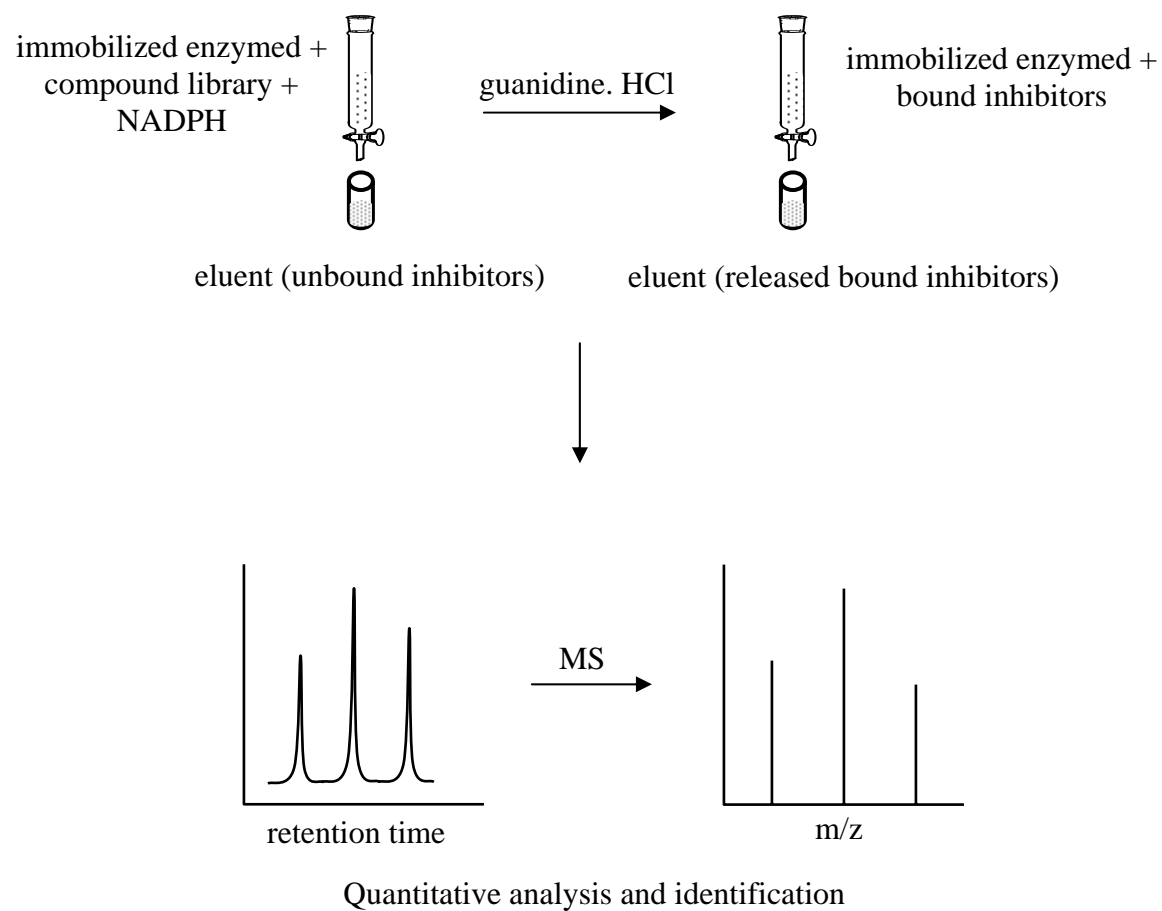 immobilized enzymed +
compound library +
NADPH
guanidine. HCl
immobilized enzymed +
bound inhibitors
eluent (unbound inhibitors)
eluent (released bound inhibitors)
MS
retention time
m/z
Quantitative analysis and identification